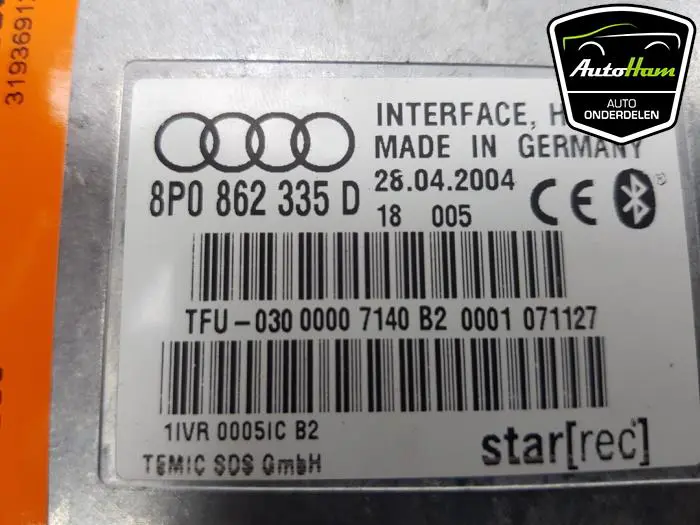 AutoHam
AUTO
ONDERDELEN
INTERFACE,
MADE IN GERMANY
8P0 862 335 D
28.04.2004
18 005
CE
TFU-030 0000 7140 B2 0001 071127
1IVR 0005IC B2
TEMIC SDS GmbH
star[rec]